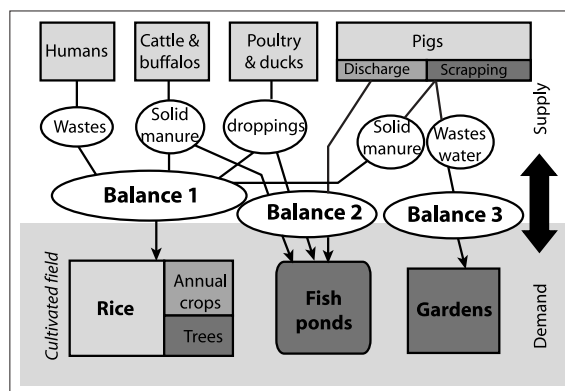 Humans
Cattle &
buffalos
Poultry
& ducks
Pigs
Discharge
Scrapping
Wastes
Solid
manure
droppings
Solid
manure
Wastes
water
Supply
Balance 1
Balance 2
Balance 3
Cultivated field
Rice
Annual
crops
Trees
Fish
ponds
Gardens
Demand